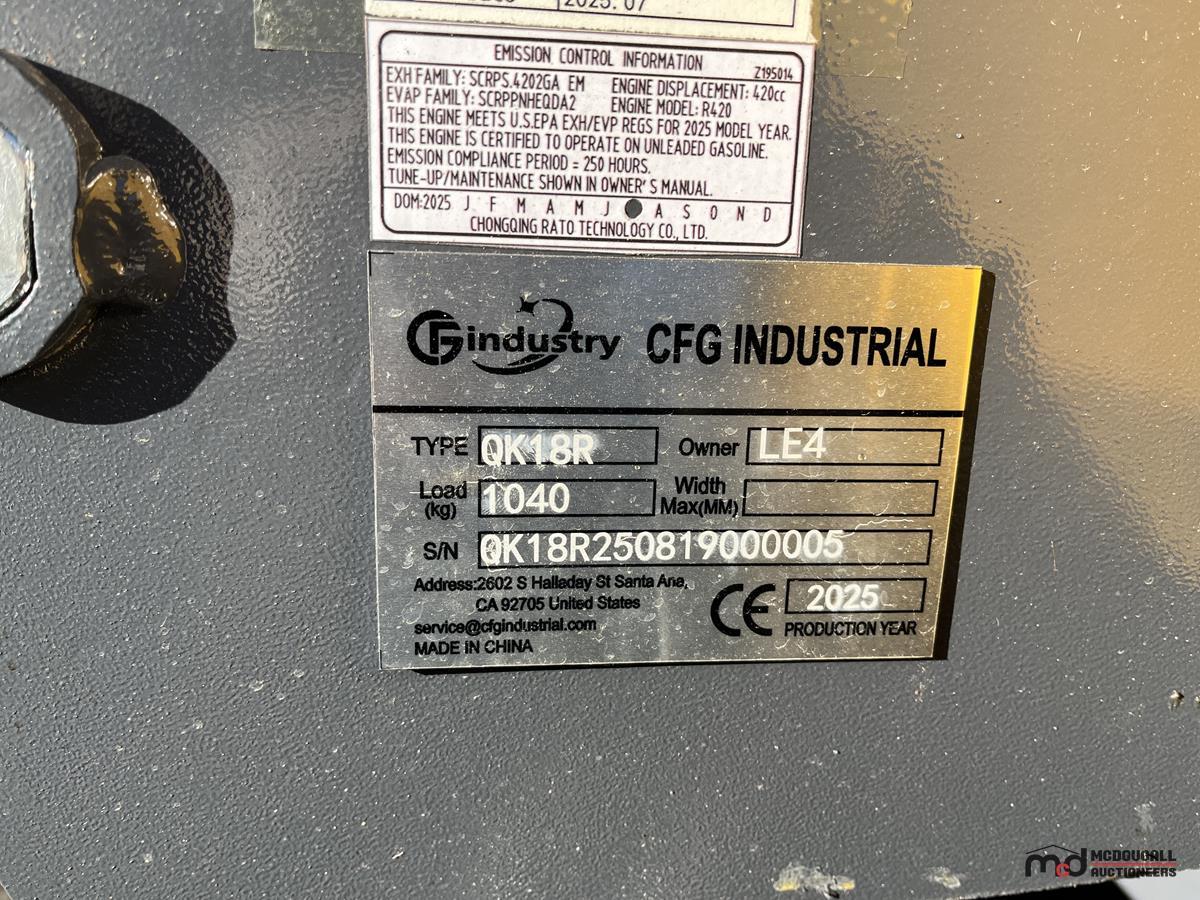 2025. 07
EMISSION CONTROL INFORMATION
Z195014
EXH FAMILY: SCRPS.4202GA EM ENGINE DISPLACEMENT: 420cc
EVAP FAMILY: SCRPPNHEQDA2 ENGINE MODEL: R420
THIS ENGINE MEETS U.S.EPA EXH/EVP REGS FOR 2025 MODEL YEAR.
THIS ENGINE IS CERTIFIED TO OPERATE ON UNLEADED GASOLINE.
EMISSION COMPLIANCE PERIOD = 250 HOURS.
TUNE-UP/MAINTENANCE SHOWN IN OWNER'S MANUAL.
DOM:2025 J F M A M J A S O N D
CHONGQING RATO TECHNOLOGY CO., LTD.
GF industry CFG INDUSTRIAL
TYPE QK18R Owner LE4
Load (kg) 1040 Width Max(MM)
S/N QK18R250819000005
Address:2602 S Halladay St Santa Ana,
CA 92705 United States
service@cfgindustrial.com
MADE IN CHINA
CE 2025
PRODUCTION YEAR
mcd MCDOUGALL
AUCTIONEERS